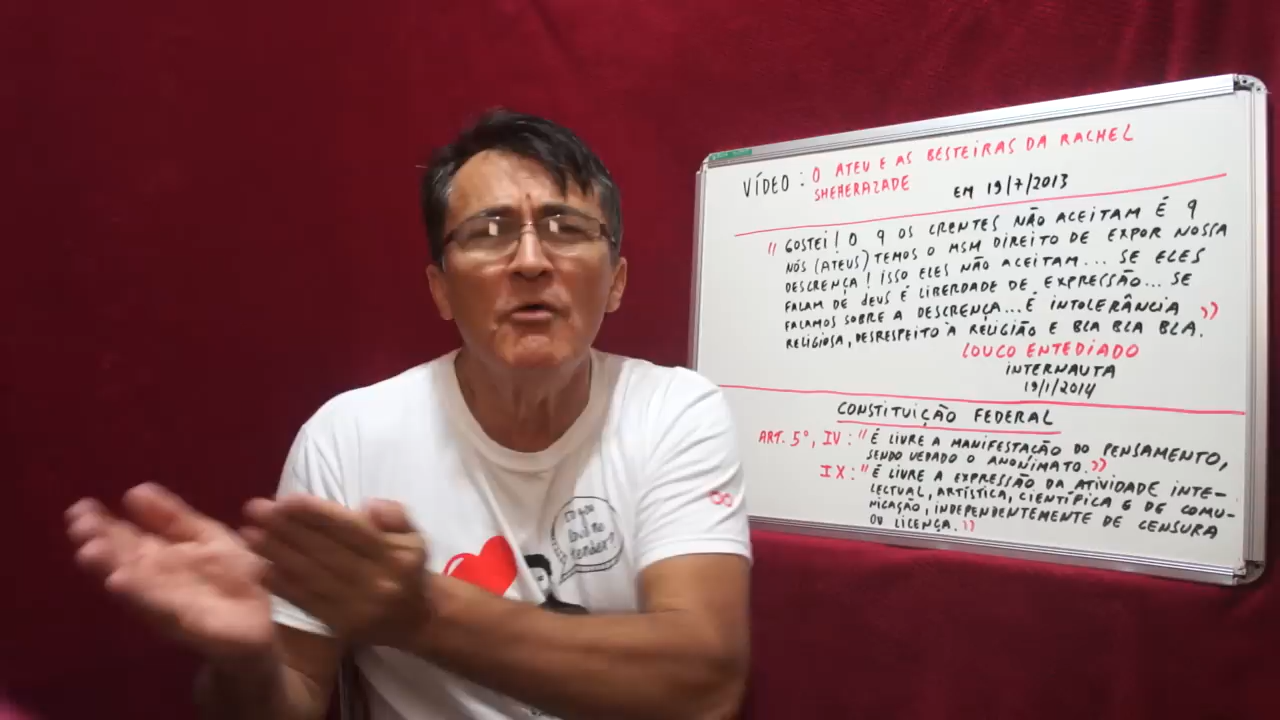 VÍDEO: O ATEU E AS BESTEIRAS DA RACHEL
SHEHERAZADE EM 19/7/2013
"GOSTEI! O Q OS CRENTES NÃO ACEITAM É Q
NÓS (ATEUS) TEMOS O MSM DIREITO DE EXPOR NOSSA
DESCRENÇA! ISSO ELES NÃO ACEITAM... SE ELES
FALAM DE DEUS É LIBERDADE DE EXPRESSÃO... SE
FALAMOS SOBRE A DESCRENÇA... É INTOLERÂNCIA
RELIGIOSA, DESRESPEITO À RELIGIÃO E BLA BLA BLA."
LOUCO ENTEDIADO
INTERNAUTA
19/1/2014
CONSTITUIÇÃO FEDERAL
ART. 5º, IV: "É LIVRE A MANIFESTAÇÃO DO PENSAMENTO,
SENDO VEDADO O ANONIMATO."
IX: "É LIVRE A EXPRESSÃO DA ATIVIDADE INTE-
LECTUAL, ARTÍSTICA, CIENTÍFICA E DE COMU-
NICAÇÃO, INDEPENDENTEMENTE DE CENSURA
OU LICENÇA."
love me
tender?